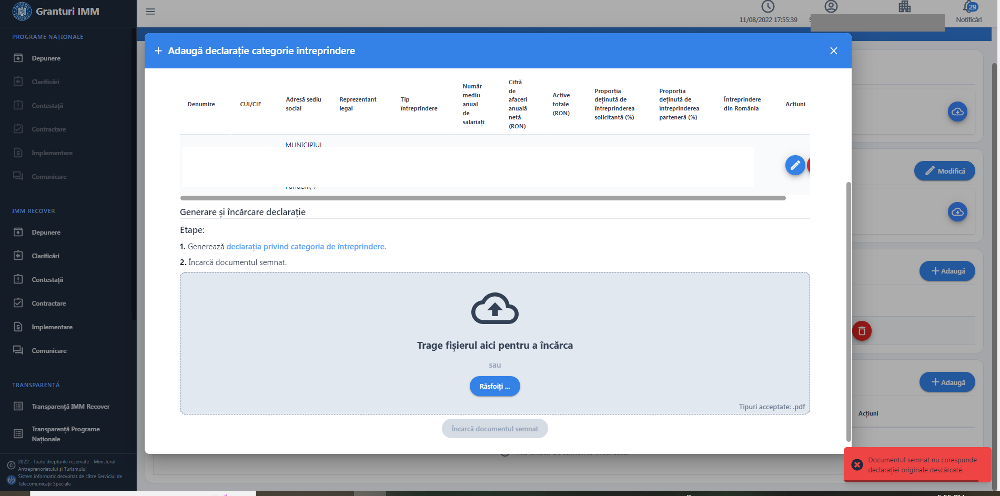 Granturi IMM
11/08/2022 17:55:39
29
Notificări
PROGRAME NAȚIONALE
Depunere
Clarificări
Contestații
Contractare
Implementare
Comunicare
IMM RECOVER
Depunere
Clarificări
Contestații
Contractare
Implementare
Comunicare
TRANSPARENȚĂ
Transparență IMM Recover
Transparență Programe
Naționale
2022 - Toate drepturile rezervate - Ministerul
Antreprenoriatului și Turismului
Sistem informatic dezvoltat de către Serviciul de
Telecomunicații Speciale
Adaugă declarație categorie întreprindere
Denumire
CUI/CIF
Adresă sediu
social
Reprezentant
legal
Tip
întreprindere
Număr
mediu
anual
de
salariați
Cifră
de
afaceri
anuală
netă
(RON)
Active
totale
(RON)
Proporția
deținută de
întreprinderea
solicitantă (%)
Proporția
deținută de
întreprinderea
parteneră (%)
Întreprindere
din România
Acțiuni
MUNICIPIUL
Generare și încărcare declarație
Etape:
1. Generează declarația privind categoria de întreprindere.
2. Încarcă documentul semnat.
Trage fișierul aici pentru a încărca
sau
Răsfoiți ...
Tipuri acceptate: .pdf
Încarcă documentul semnat
Modifică
Adaugă
Adaugă
Acțiuni
Documentul semnat nu corespunde
declarației originale descărcate.